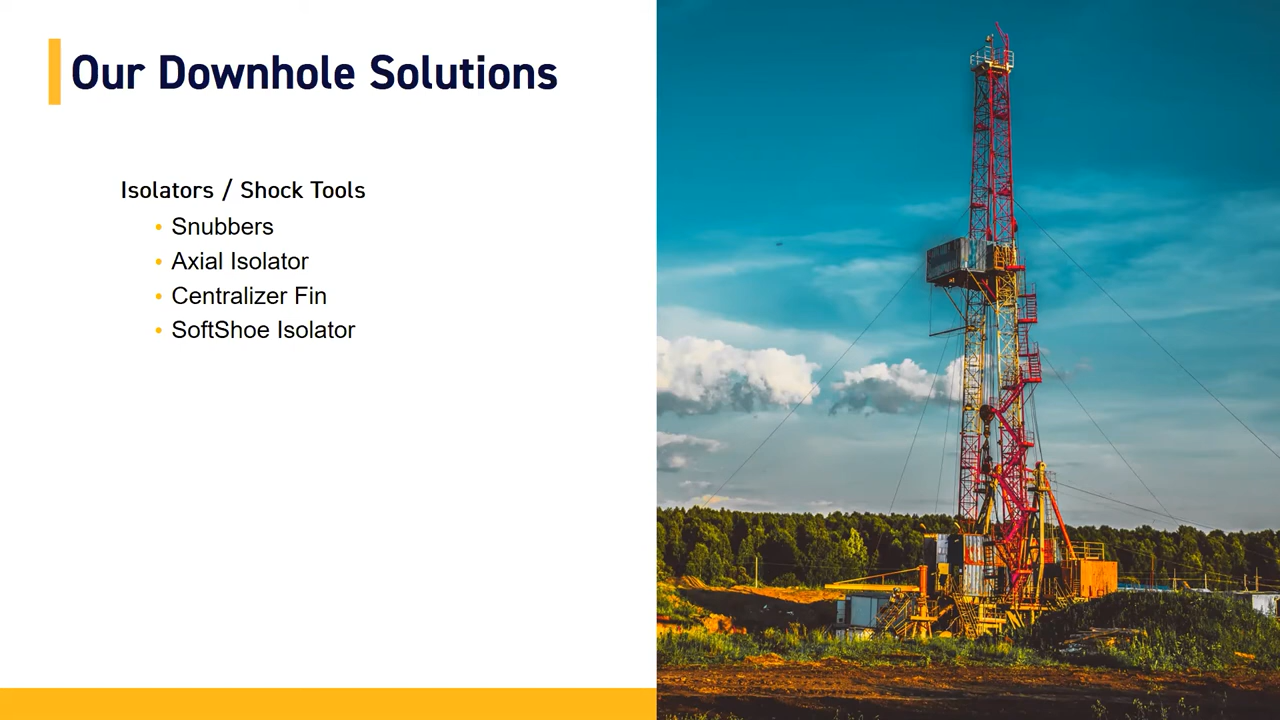 Our Downhole Solutions
Isolators / Shock Tools
• Snubbers
• Axial Isolator
• Centralizer Fin
• SoftShoe Isolator